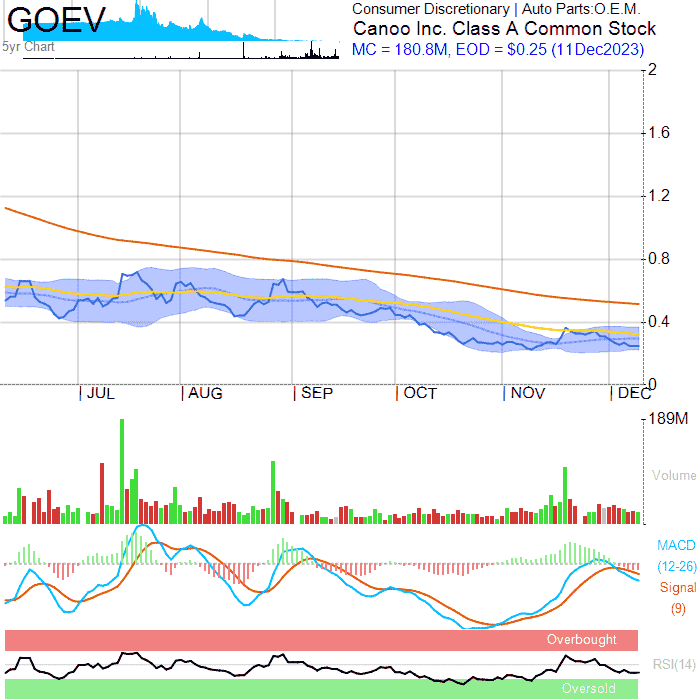 GOEV
5yr Chart
Consumer Discretionary | Auto Parts:O.E.M.
Canoo Inc. Class A Common Stock
MC = 180.8M, EOD = $0.25 (11Dec2023)
2
1.6
1.2
0.8
0.4
0
JUL AUG SEP OCT NOV DEC
189M
Volume
MACD
(12-26)
Signal
(9)
Overbought
RSI(14)
Oversold